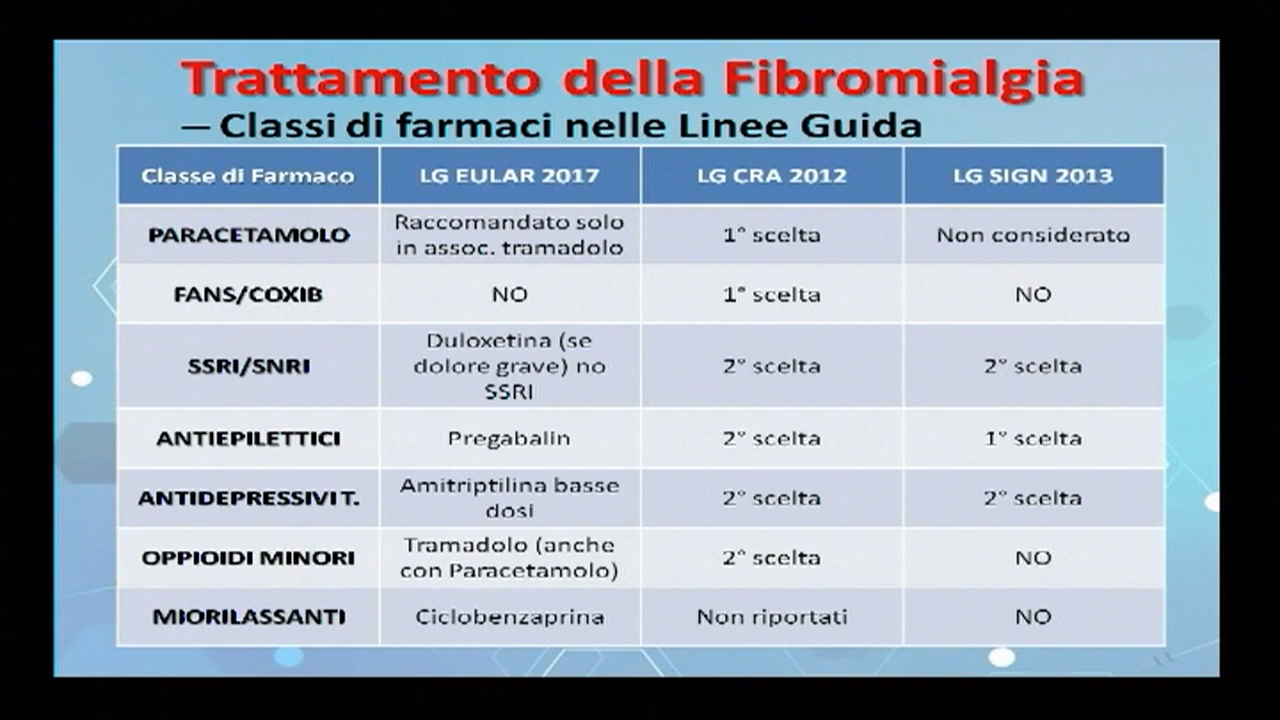 Trattamento della Fibromialgia
– Classi di farmaci nelle Linee Guida
Classe di Farmaco LG EULAR 2017 LG CRA 2012 LG SIGN 2013
PARACETAMOLO Raccomandato solo in assoc. tramadolo 1° scelta Non considerato
FANS/COXIB NO 1° scelta NO
SSRI/SNRI Duloxetina (se dolore grave) no SSRI 2° scelta 2° scelta
ANTIEPILETTICI Pregabalin 2° scelta 1° scelta
ANTIDEPRESSIVI T. Amitriptilina basse dosi 2° scelta 2° scelta
OPPIOIDI MINORI Tramadolo (anche con Paracetamolo) 2° scelta NO
MIORILASSANTI Ciclobenzaprina Non riportati NO